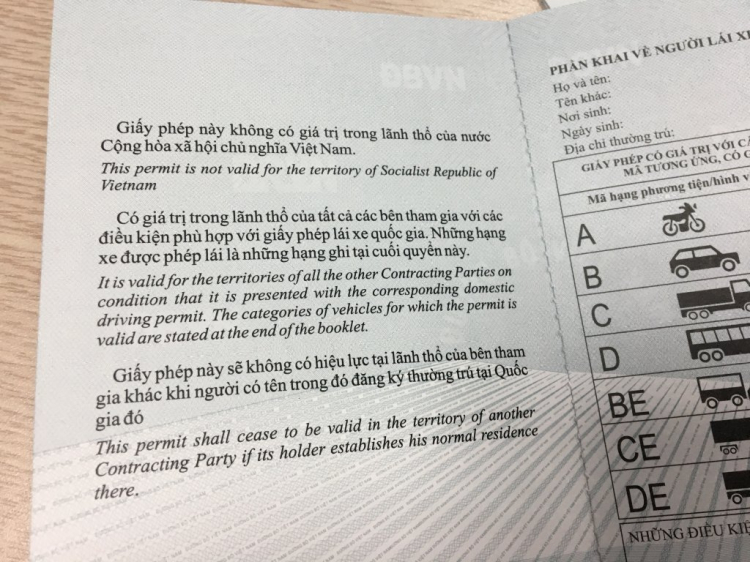 Giấy phép này không có giá trị trong lãnh thổ của nước
Cộng hòa xã hội chủ nghĩa Việt Nam.
This permit is not valid for the territory of Socialist Republic of
Vietnam
Có giá trị trong lãnh thổ của tất cả các bên tham gia với các
điều kiện phù hợp với giấy phép lái xe quốc gia. Những hạng
xe được phép lái là những hạng ghi tại cuối quyển này.
It is valid for the territories of all the other Contracting Parties on
condition that it is presented with the corresponding domestic
driving permit. The categories of vehicles for which the permit is
valid are stated at the end of the booklet.
Giấy phép này sẽ không có hiệu lực tại lãnh thổ của bên tham
gia khác khi người có tên trong đó đăng ký thường trú tại Quốc
gia đó
This permit shall cease to be valid in the territory of another
Contracting Party if its holder establishes his normal residence
there.
PHẦN KHAI VỀ NGƯỜI LÁI
Họ và tên:
Tên khác:
Nơi sinh:
Ngày sinh:
Địa chỉ thường trú:
GIẤY PHÉP CÓ GIÁ TRỊ VỚI
MÃ TƯƠNG ỨNG, CÓ
Mã hạng phương tiện/hình
A
B
C
D
BE
CE
DE
NHỮNG ĐIỀU